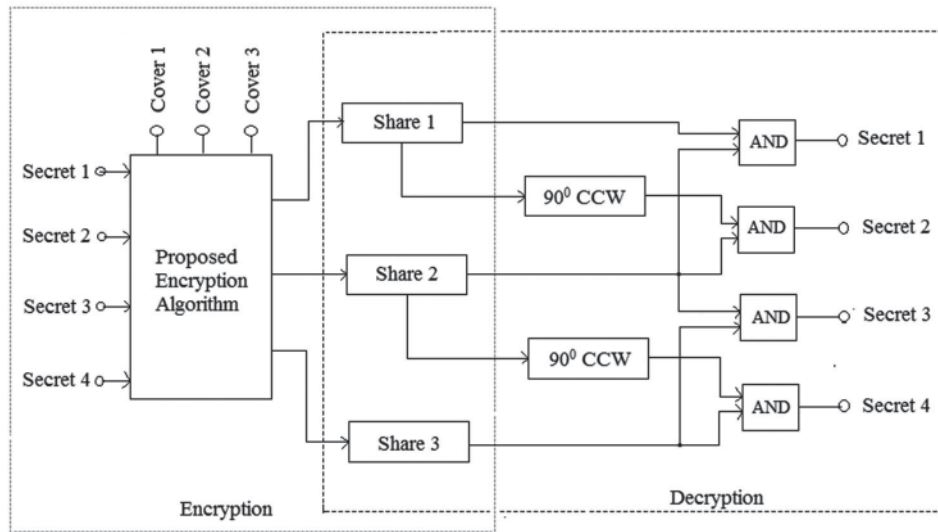 Cover 1
Cover 2
Cover 3
Secret 1
Secret 2
Secret 3
Secret 4
Proposed
Encryption
Algorithm
Share 1
90⁰ CCW
Share 2
90⁰ CCW
Share 3
AND
Secret 1
AND
Secret 2
AND
Secret 3
AND
Secret 4
Encryption
Decryption